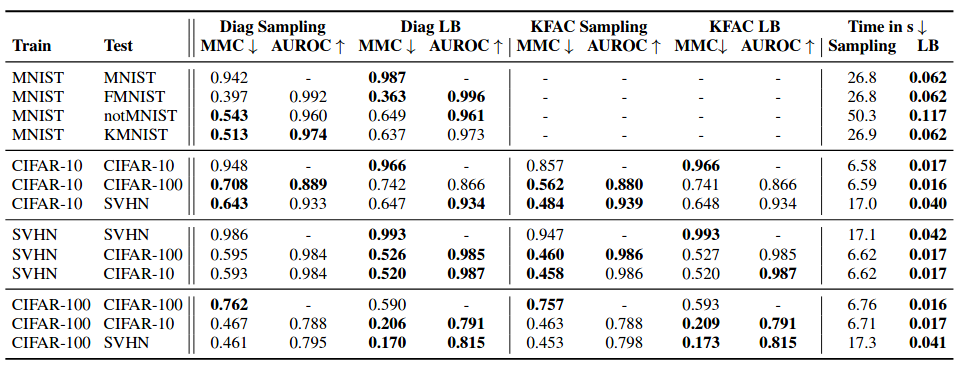 Diag Sampling Diag LB KFAC Sampling KFAC LB Time in s ↓
Train Test MMC ↓ AUROC ↑ MMC ↓ AUROC ↑ MMC ↓ AUROC ↑ MMC↓ AUROC ↑ Sampling LB
MNIST MNIST 0.942 - 0.987 - - - - - 26.8 0.062
MNIST FMNIST 0.397 0.992 0.363 0.996 - - - - 26.8 0.062
MNIST notMNIST 0.543 0.960 0.649 0.961 - - - - 50.3 0.117
MNIST KMNIST 0.513 0.974 0.637 0.973 - - - - 26.9 0.062
CIFAR-10 CIFAR-10 0.948 - 0.966 - 0.857 - 0.966 - 6.58 0.017
CIFAR-10 CIFAR-100 0.708 0.889 0.742 0.866 0.562 0.880 0.741 0.866 6.59 0.016
CIFAR-10 SVHN 0.643 0.933 0.647 0.934 0.484 0.939 0.648 0.934 17.0 0.040
SVHN SVHN 0.986 - 0.993 - 0.947 - 0.993 - 17.1 0.042
SVHN CIFAR-100 0.595 0.984 0.526 0.985 0.460 0.986 0.527 0.985 6.62 0.017
SVHN CIFAR-10 0.593 0.984 0.520 0.987 0.458 0.986 0.520 0.987 6.62 0.017
CIFAR-100 CIFAR-100 0.762 - 0.590 - 0.757 - 0.593 - 6.76 0.016
CIFAR-100 CIFAR-10 0.467 0.788 0.206 0.791 0.463 0.788 0.209 0.791 6.71 0.017
CIFAR-100 SVHN 0.461 0.795 0.170 0.815 0.453 0.798 0.173 0.815 17.3 0.041